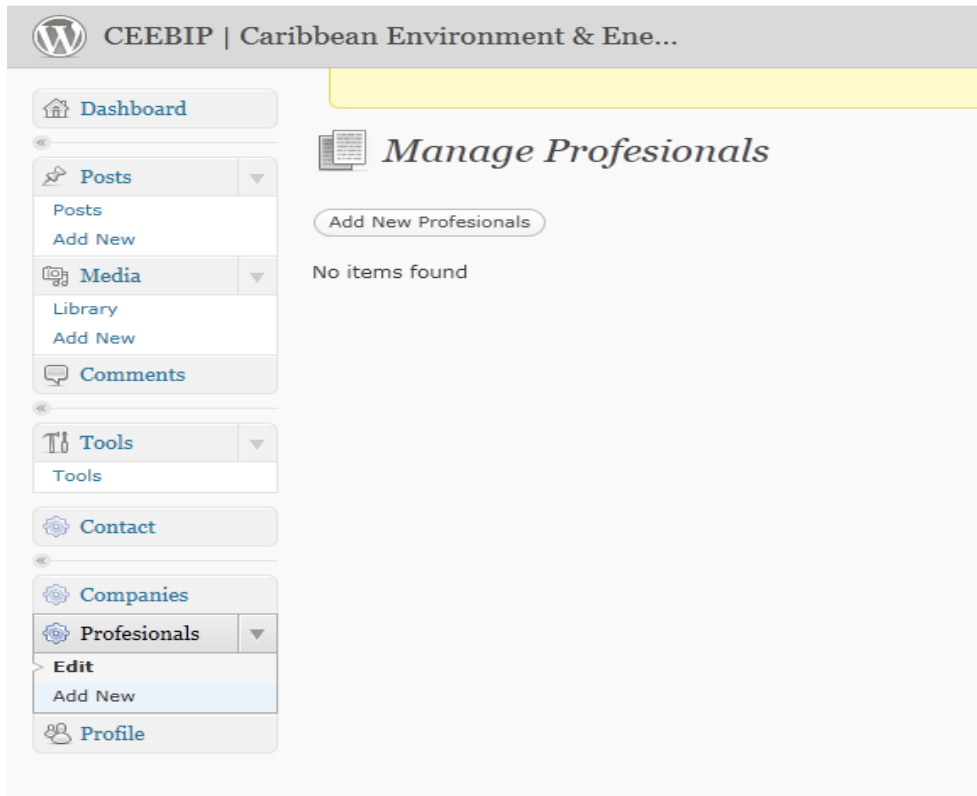 CEEBIP | Caribbean Environment & Ene...
Dashboard
Posts
Posts
Add New
Media
Library
Add New
Comments
Tools
Tools
Contact
Companies
Profesionals
Edit
Add New
Profile
Manage Profesionals
Add New Profesionals
No items found